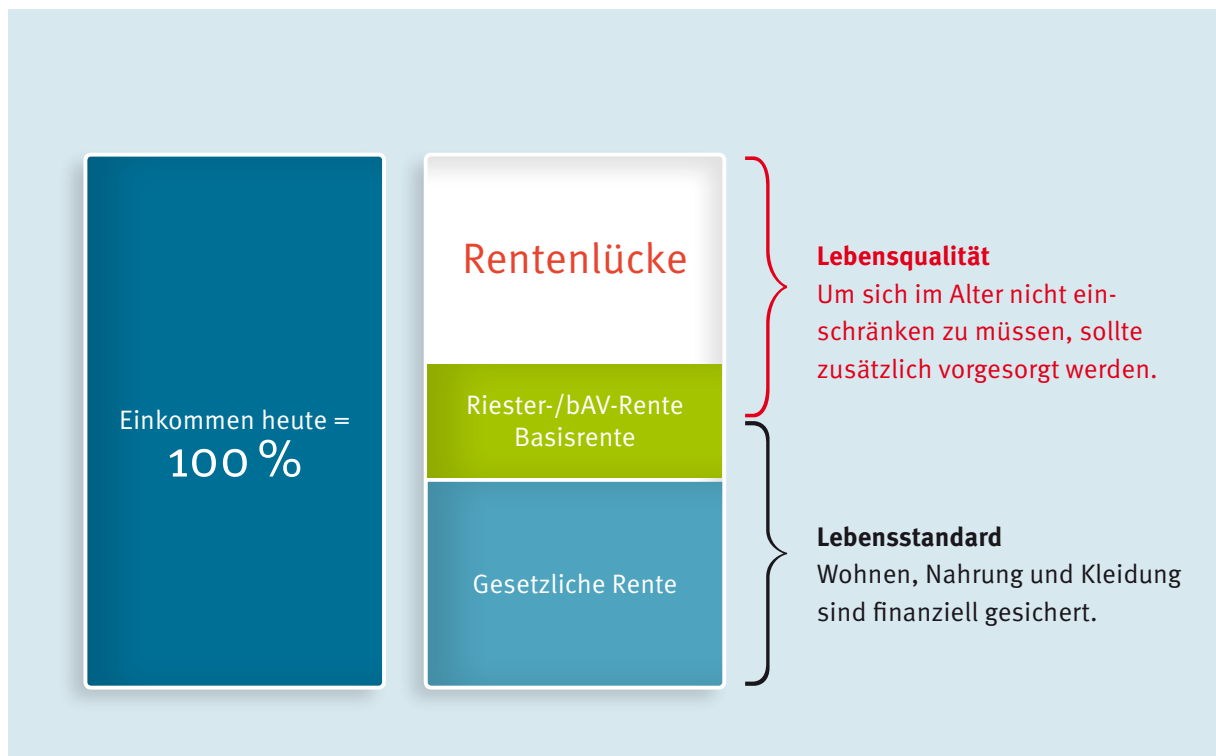 Einkommen heute =
100 %
Rentenlücke
Riester-/bAV-Rente
Basisrente
Gesetzliche Rente
Lebensqualität
Um sich im Alter nicht ein-
schränken zu müssen, sollte
zusätzlich vorgesorgt werden.
Lebensstandard
Wohnen, Nahrung und Kleidung
sind finanziell gesichert.